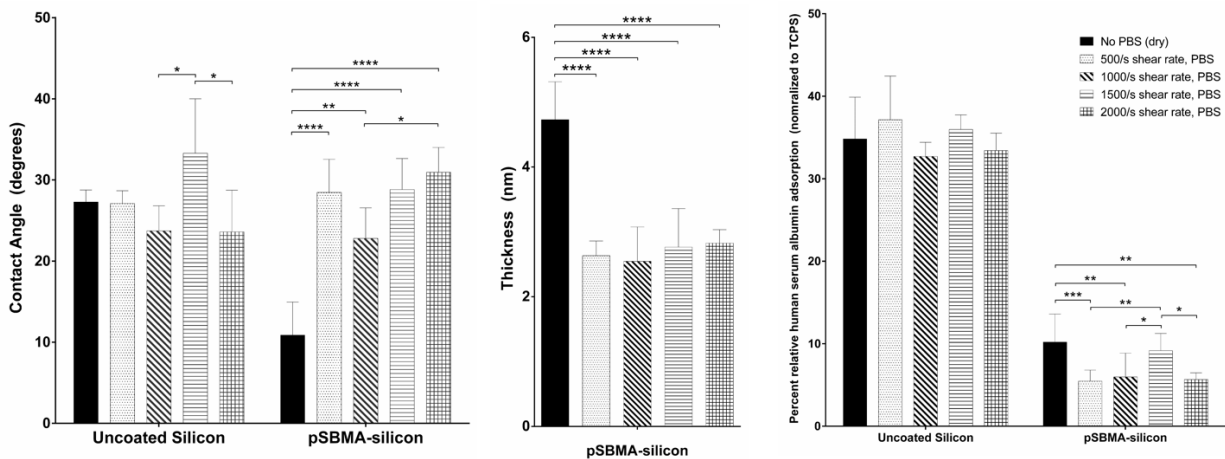 50
40
30
20
10
0
Contact Angle (degrees)
*
*
****
****
**
*
****
Uncoated Silicon
pSBMA-silicon
6
4
2
0
Thickness (nm)
****
****
****
****
pSBMA-silicon
50
40
30
20
10
0
Percent relative human serum albumin adsorption (nomralized to TCPS)
No PBS (dry)
500/s shear rate, PBS
1000/s shear rate, PBS
1500/s shear rate, PBS
2000/s shear rate, PBS
**
**
***
**
*
*
Uncoated Silicon
pSBMA-silicon